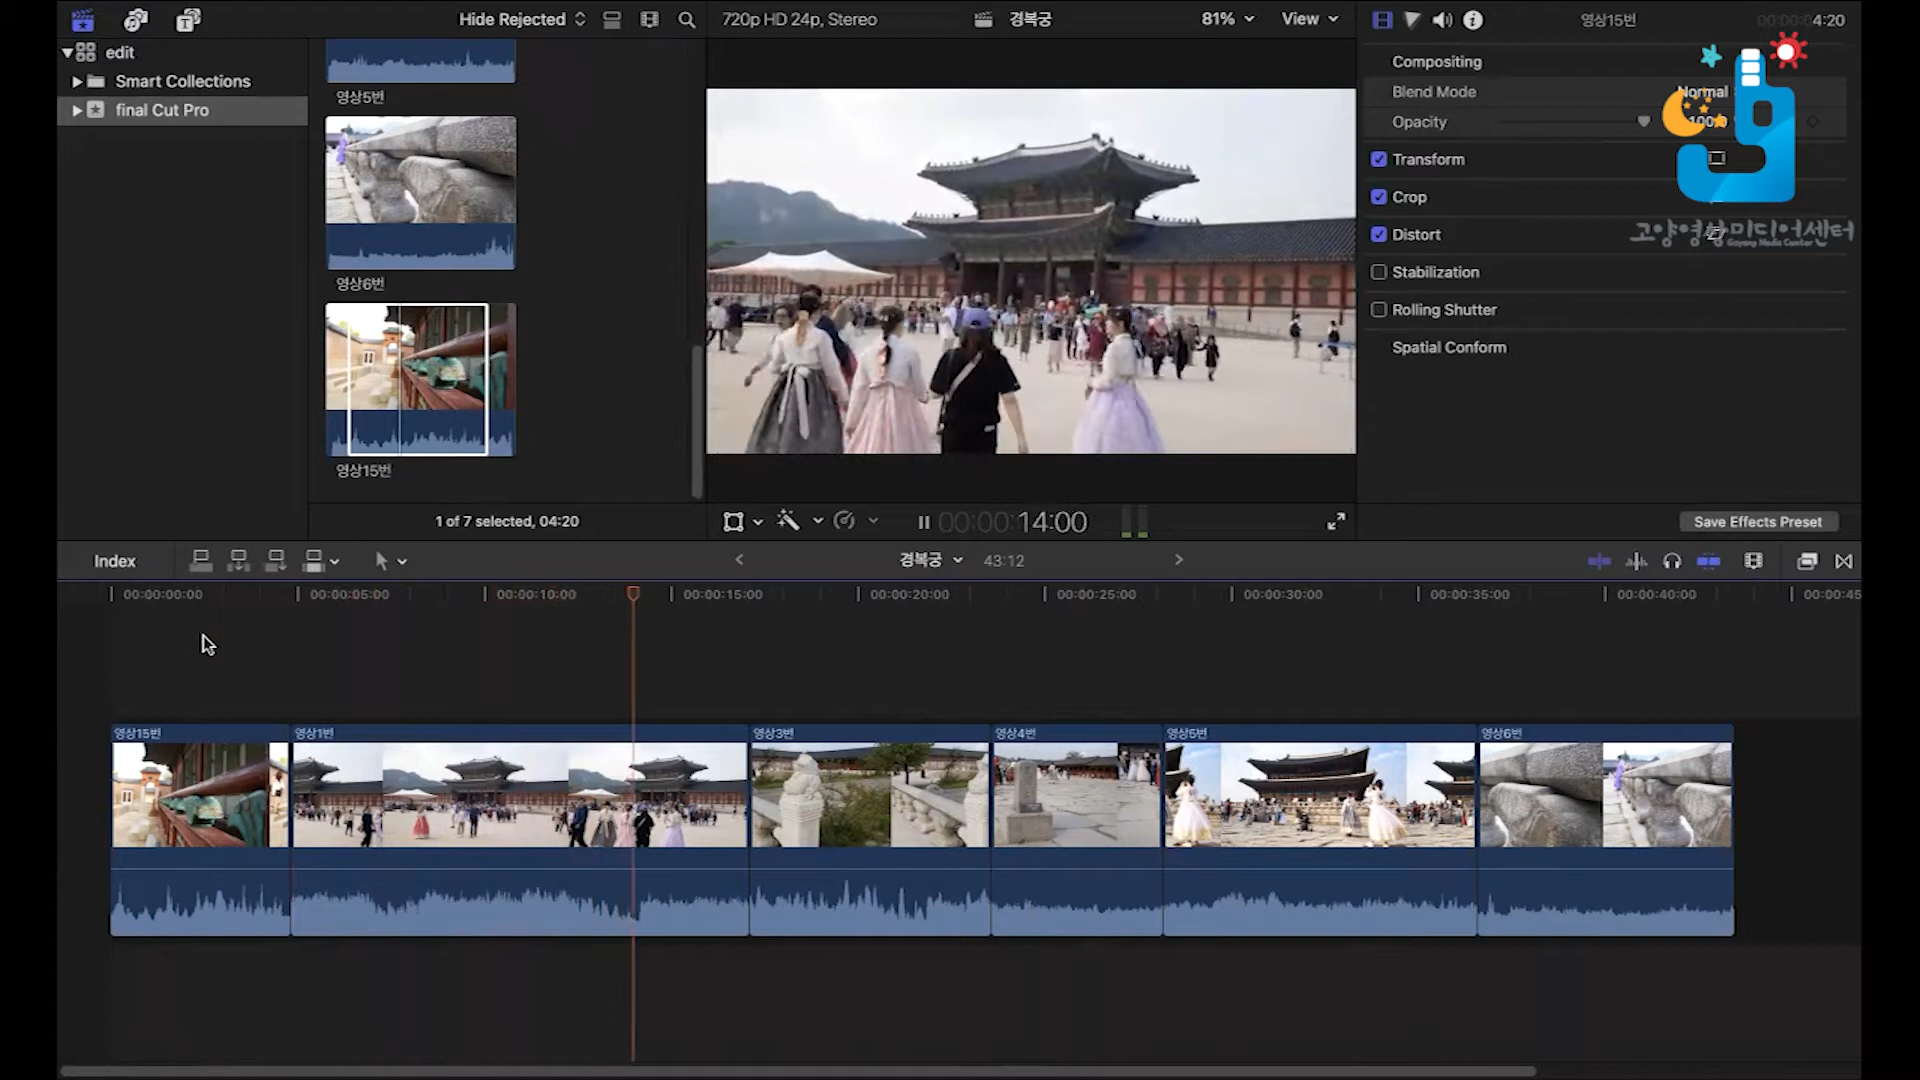 Hide Rejected
720p HD 24p, Stereo
경복궁
81%
View
영상15번
00:00:04:20
edit
Smart Collections
final Cut Pro
영상5번
영상6번
영상15번
1 of 7 selected, 04:20
Compositing
Blend Mode
Normal
Opacity
100.0
Transform
Crop
Distort
Stabilization
Rolling Shutter
Spatial Conform
고양영상미디어센터
Goyang Media Center
00:00:14:00
Save Effects Preset
Index
경복궁
43:12
00:00:00:00
00:00:05:00
00:00:10:00
00:00:15:00
00:00:20:00
00:00:25:00
00:00:30:00
00:00:35:00
00:00:40:00
00:00:45
영상15번
영상1번
영상3번
영상4번
영상5번
영상6번